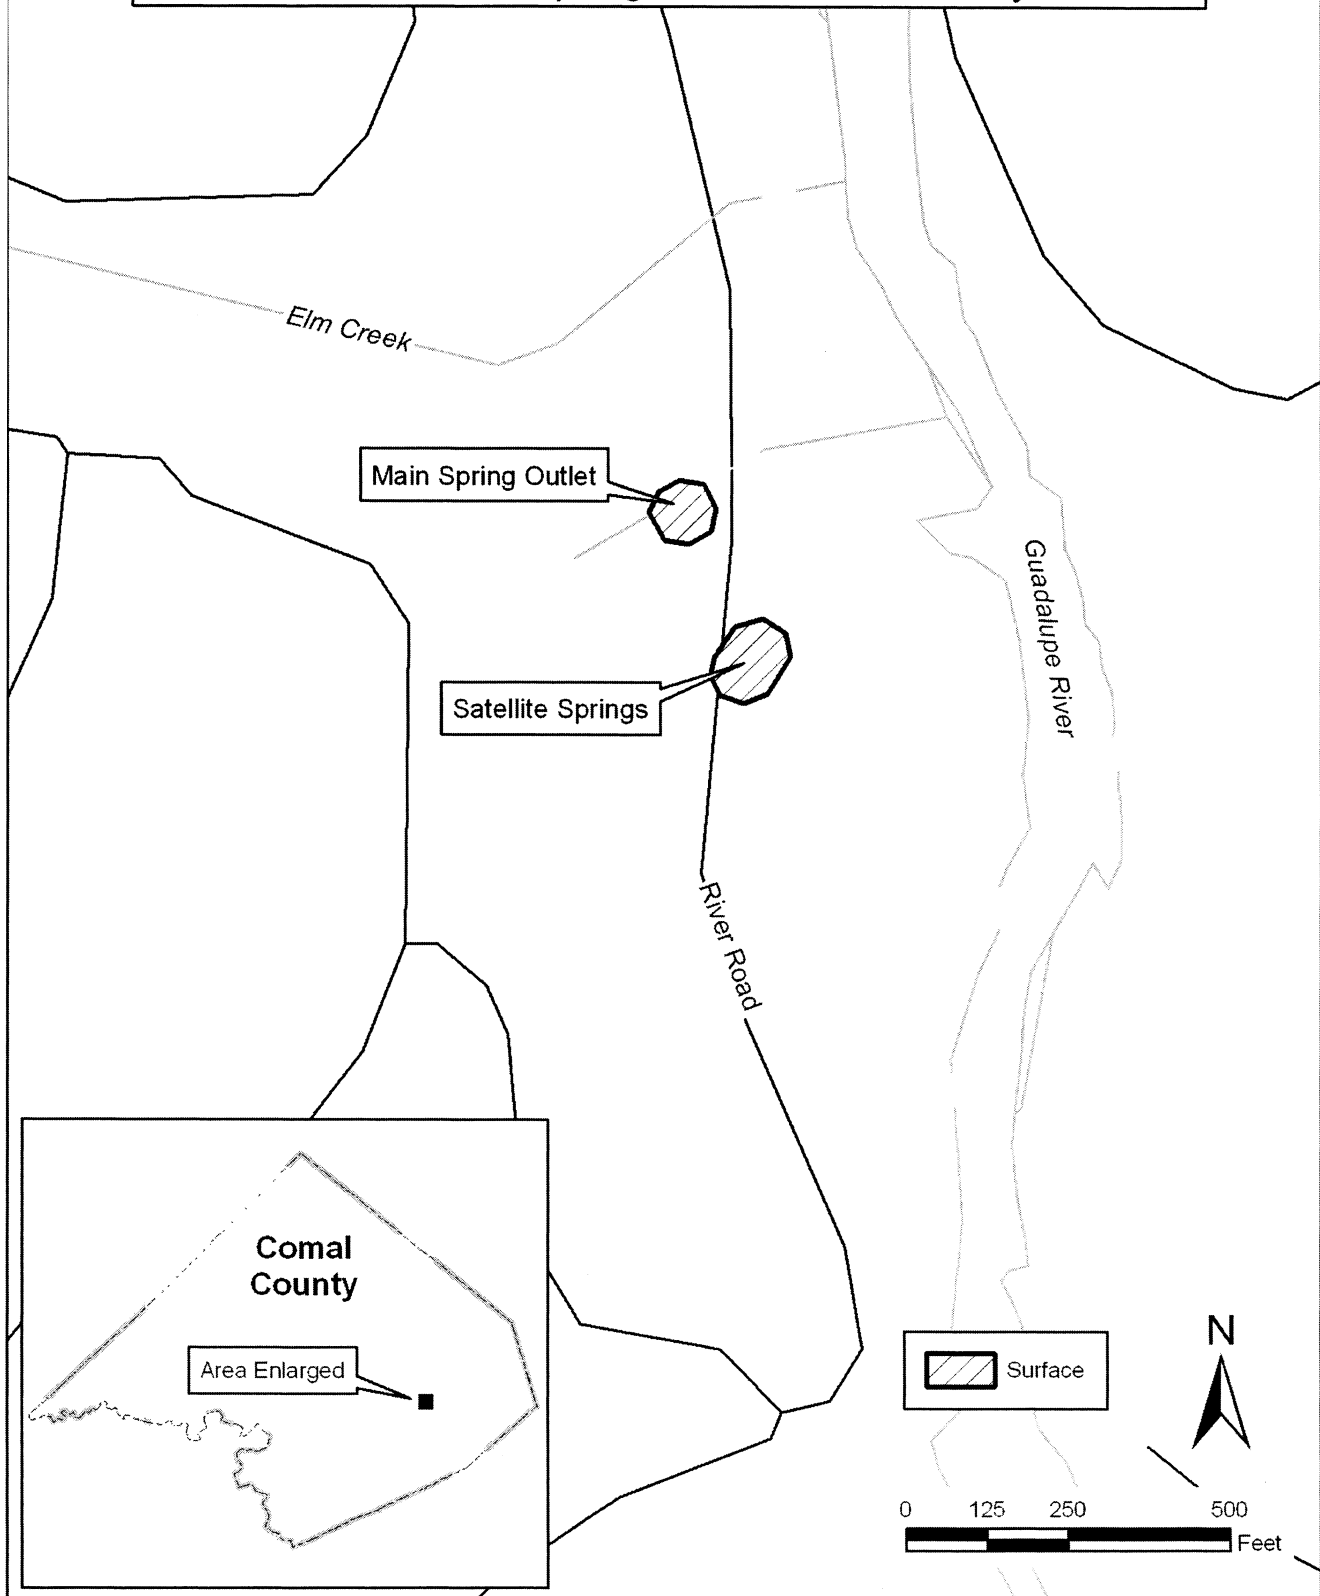 Elm Creek
Main Spring Outlet
Guadalupe River
Satellite Springs
River Road
Comal
County
Area Enlarged
N
Surface
0 125 250 500
Feet